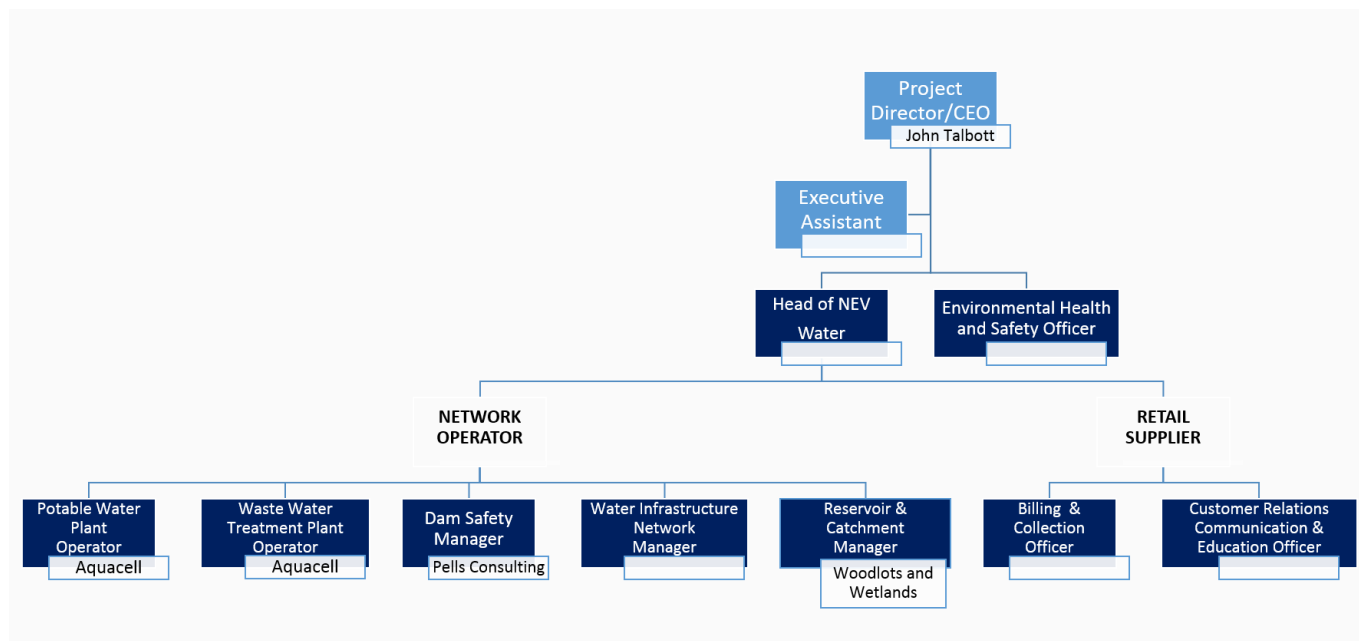 Project
Director/CEO
John Talbott
Executive
Assistant
Head of NEV
Water
Environmental Health
and Safety Officer
NETWORK
OPERATOR
RETAIL
SUPPLIER
Potable Water
Plant
Operator
Aquacell
Waste Water
Treatment Plant
Operator
Aquacell
Dam Safety
Manager
Pells Consulting
Water Infrastructure
Network
Manager
Reservoir &
Catchment
Manager
Woodlots and
Wetlands
Billing &
Collection
Officer
Customer Relations
Communication &
Education Officer